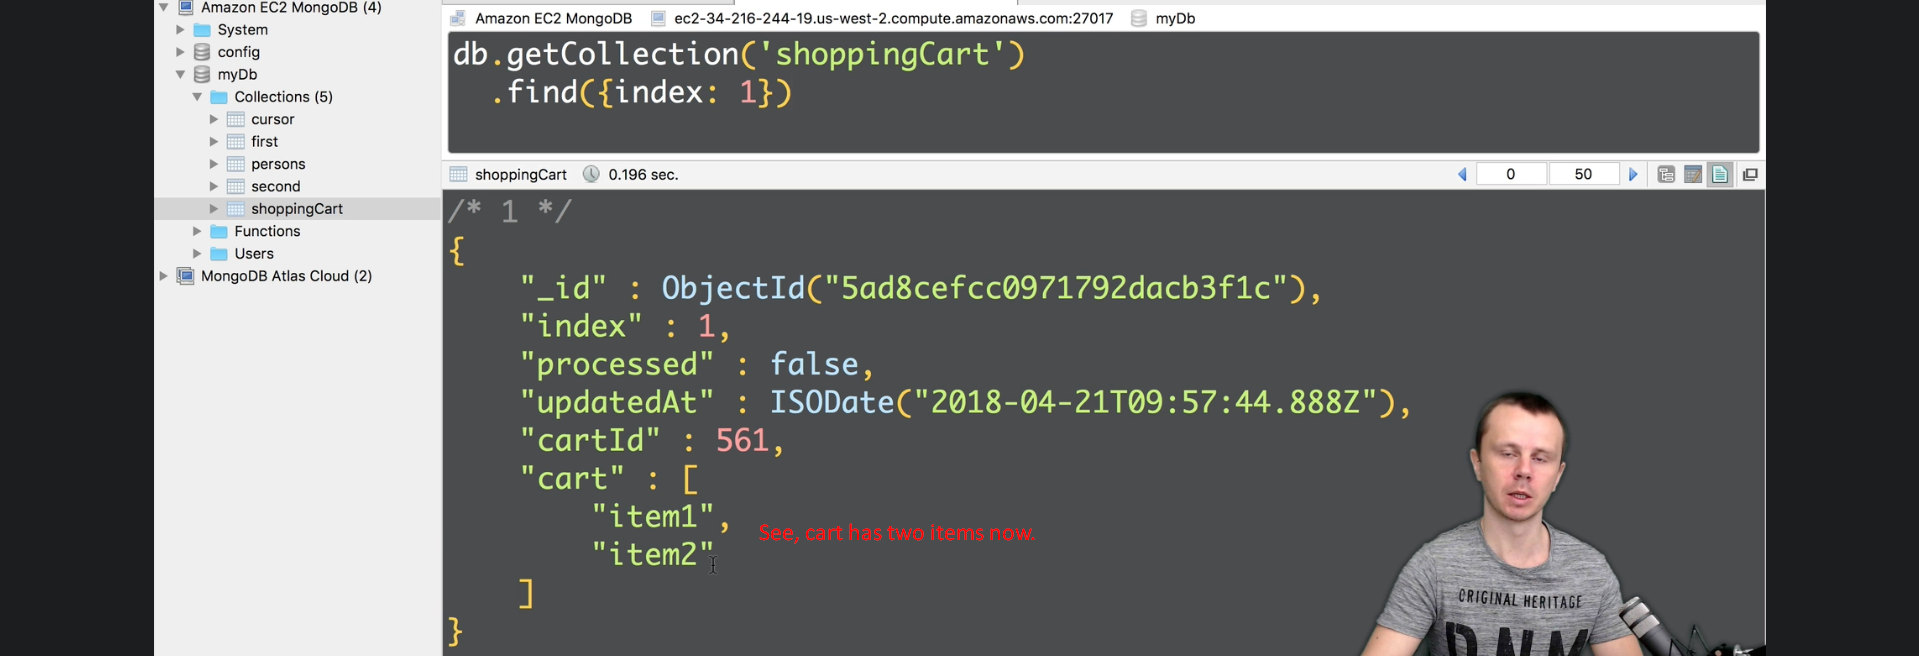 Amazon EC2 MongoDB (4)
System
config
myDb
Collections (5)
cursor
first
persons
second
shoppingCart
Functions
Users
MongoDB Atlas Cloud (2)
Amazon EC2 MongoDB ec2-34-216-244-19.us-west-2.compute.amazonaws.com:27017 myDb
db.getCollection('shoppingCart')
.find({index: 1})
shoppingCart 0.196 sec. 0 50
/* 1 */
{
"_id" : ObjectId("5ad8cefcc0971792dacb3f1c"),
"index" : 1,
"processed" : false,
"updatedAt" : ISODate("2018-04-21T09:57:44.888Z"),
"cartId" : 561,
"cart" : [
"item1",
See, cart has two items now.
"item2"
]
}
ORIGINAL HERITAGE